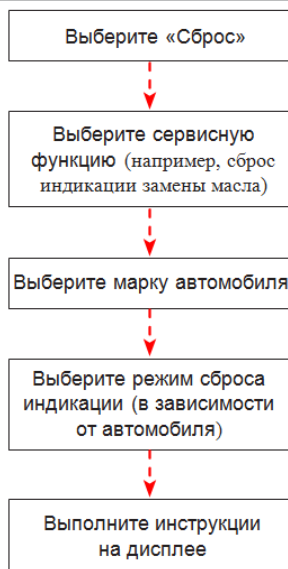 Выберите «Сброс»
Выберите сервисную
функцию (например, сброс
индикации замены масла)
Выберите марку автомобиля
Выберите режим сброса
индикации (в зависимости
от автомобиля)
Выполните инструкции
на дисплее